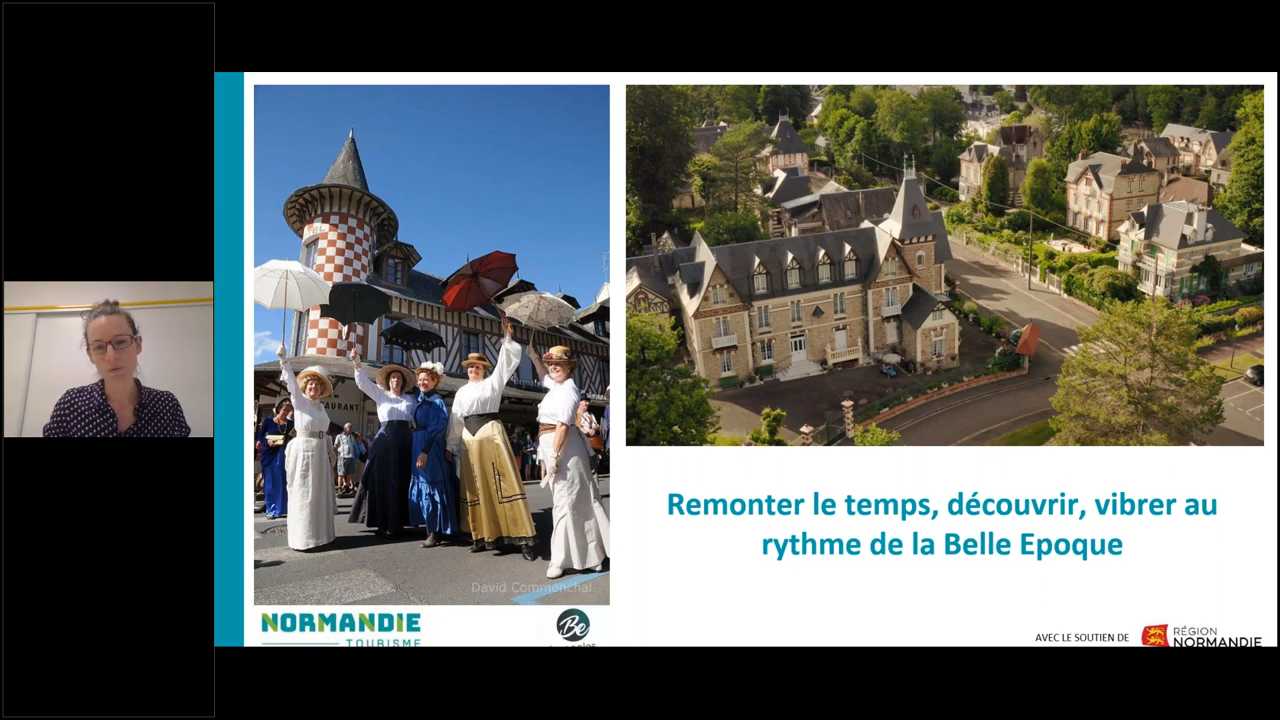 AURANT
David Commenchal
Remonter le temps, découvrir, vibrer au
rythme de la Belle Epoque
NORMANDIE
TOURISME
Be
AVEC LE SOUTIEN DE
RÉGION
NORMANDIE